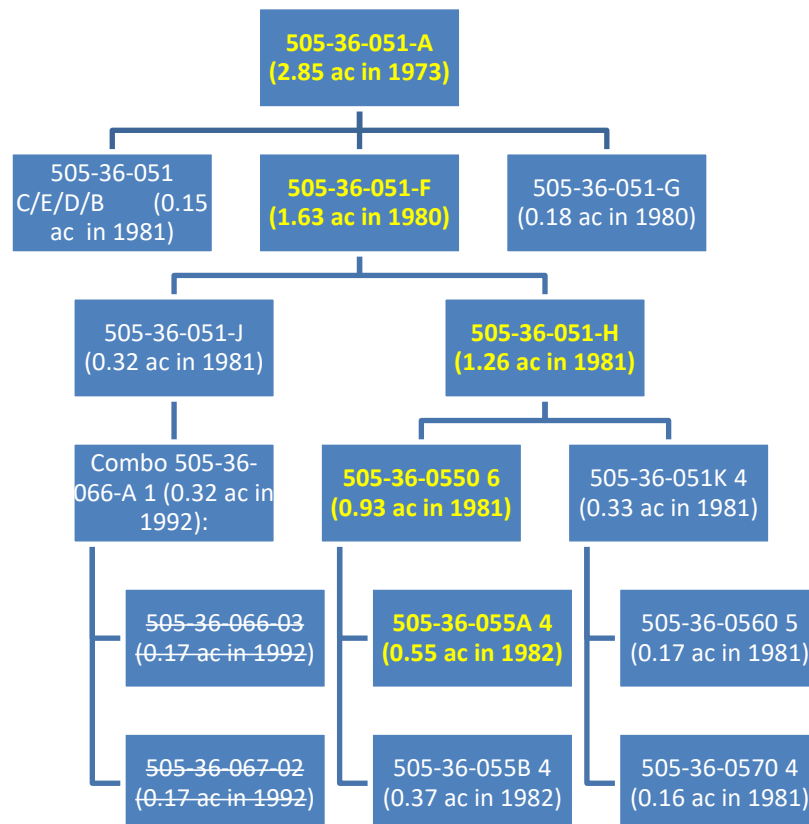 505-36-051-A
(2.85 ac in 1973)
505-36-051
C/E/D/B (0.15
ac in 1981)
505-36-051-F
(1.63 ac in 1980)
505-36-051-G
(0.18 ac in 1980)
505-36-051-J
(0.32 ac in 1981)
505-36-051-H
(1.26 ac in 1981)
Combo 505-36-
066-A 1 (0.32 ac in
1992):
505-36-0550 6
(0.93 ac in 1981)
505-36-051K 4
(0.33 ac in 1981)
505-36-066-03
(0.17 ac in 1992)
505-36-055A 4
(0.55 ac in 1982)
505-36-0560 5
(0.17 ac in 1981)
505-36-067-02
(0.17 ac in 1992)
505-36-055B 4
(0.37 ac in 1982)
505-36-0570 4
(0.16 ac in 1981)